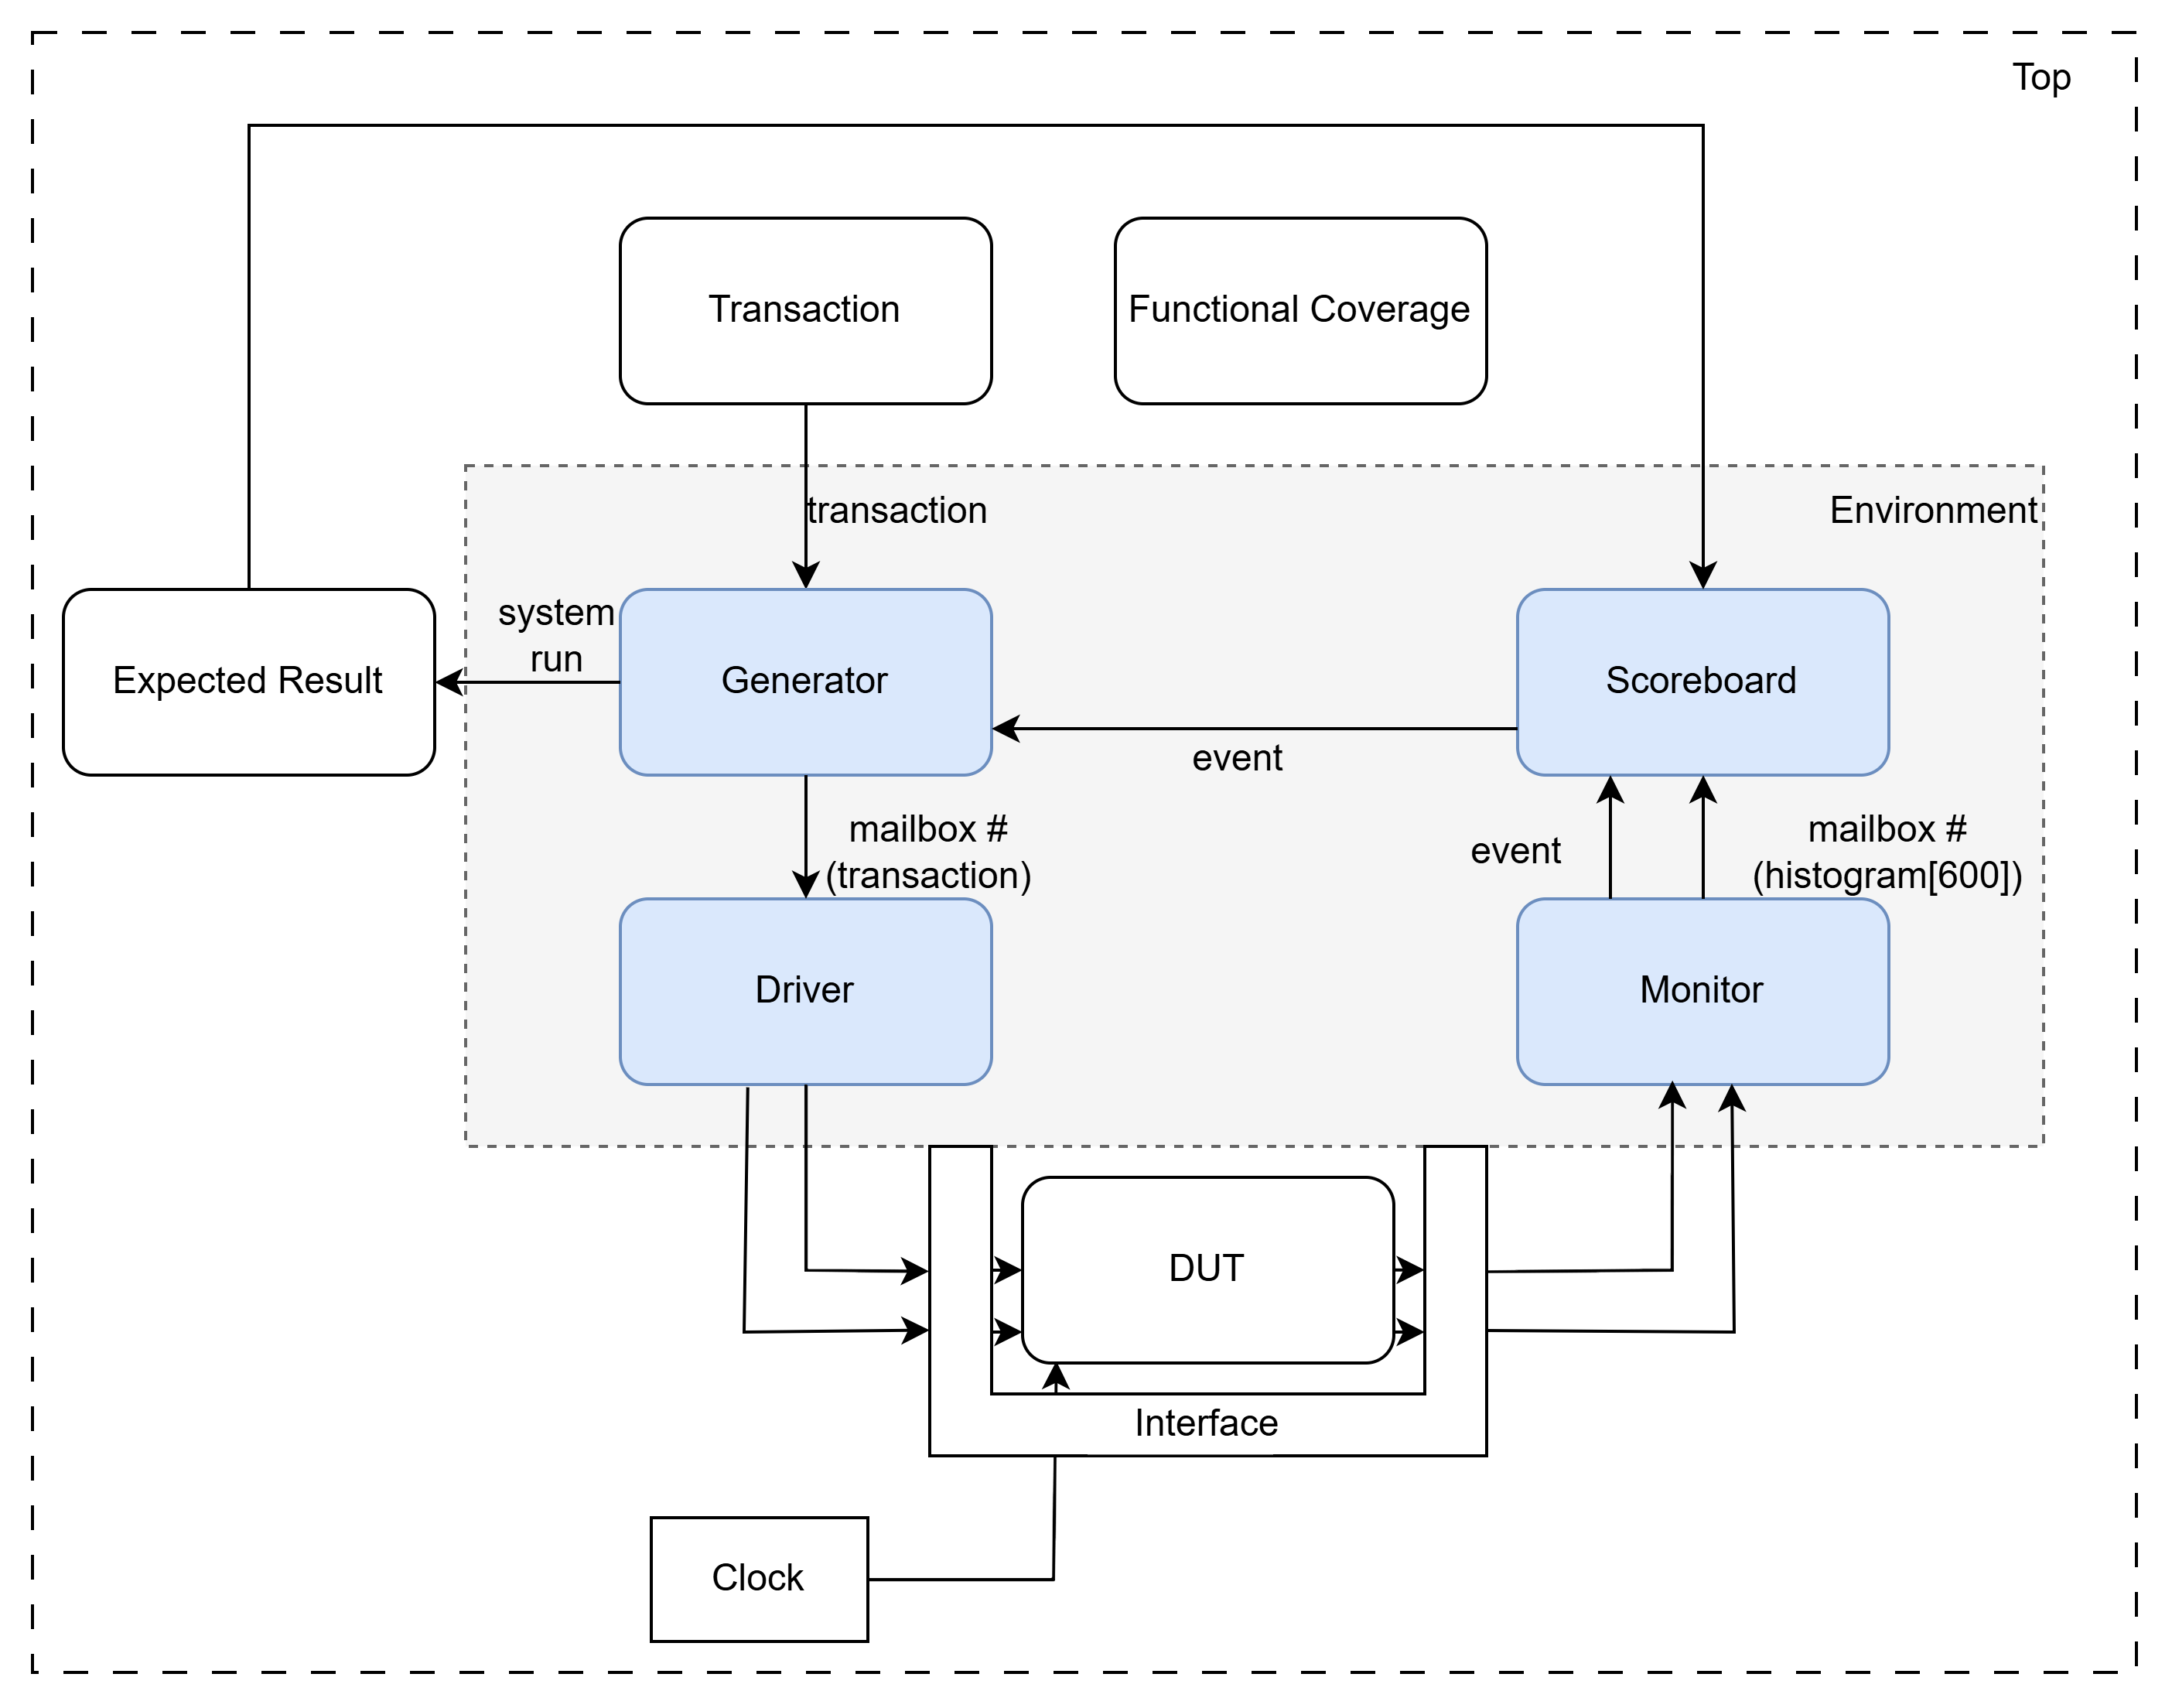 Top
Transaction
Functional Coverage
transaction
Environment
system
run
Expected Result
Generator
Scoreboard
event
mailbox #
(transaction)
event
mailbox #
(histogram[600])
Driver
Monitor
DUT
Interface
Clock